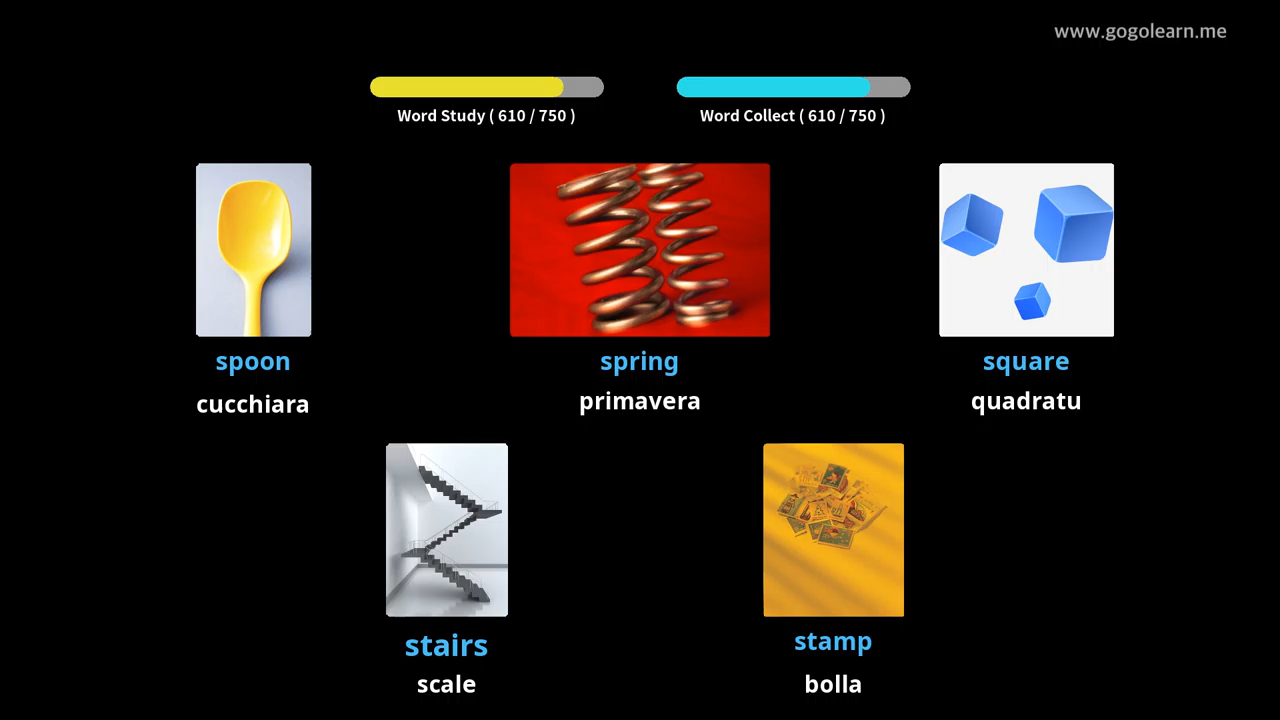 www.gogolearn.me
Word Study ( 610 / 750 )
Word Collect ( 610 / 750 )
spoon
cucchiara
spring
primavera
square
quadratu
stairs
scale
stamp
bolla